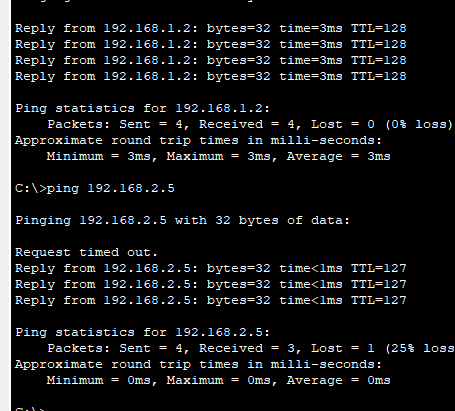 Reply from 192.168.1.2: bytes=32 time=3ms TTL=128
Reply from 192.168.1.2: bytes=32 time=3ms TTL=128
Reply from 192.168.1.2: bytes=32 time=3ms TTL=128
Reply from 192.168.1.2: bytes=32 time=3ms TTL=128
Ping statistics for 192.168.1.2:
Packets: Sent = 4, Received = 4, Lost = 0 (0% loss)
Approximate round trip times in milli-seconds:
Minimum = 3ms, Maximum = 3ms, Average = 3ms
C:\>ping 192.168.2.5
Pinging 192.168.2.5 with 32 bytes of data:
Request timed out.
Reply from 192.168.2.5: bytes=32 time<1ms TTL=127
Reply from 192.168.2.5: bytes=32 time<1ms TTL=127
Reply from 192.168.2.5: bytes=32 time<1ms TTL=127
Ping statistics for 192.168.2.5:
Packets: Sent = 4, Received = 3, Lost = 1 (25% loss
Approximate round trip times in milli-seconds:
Minimum = 0ms, Maximum = 0ms, Average = 0ms
C:\>